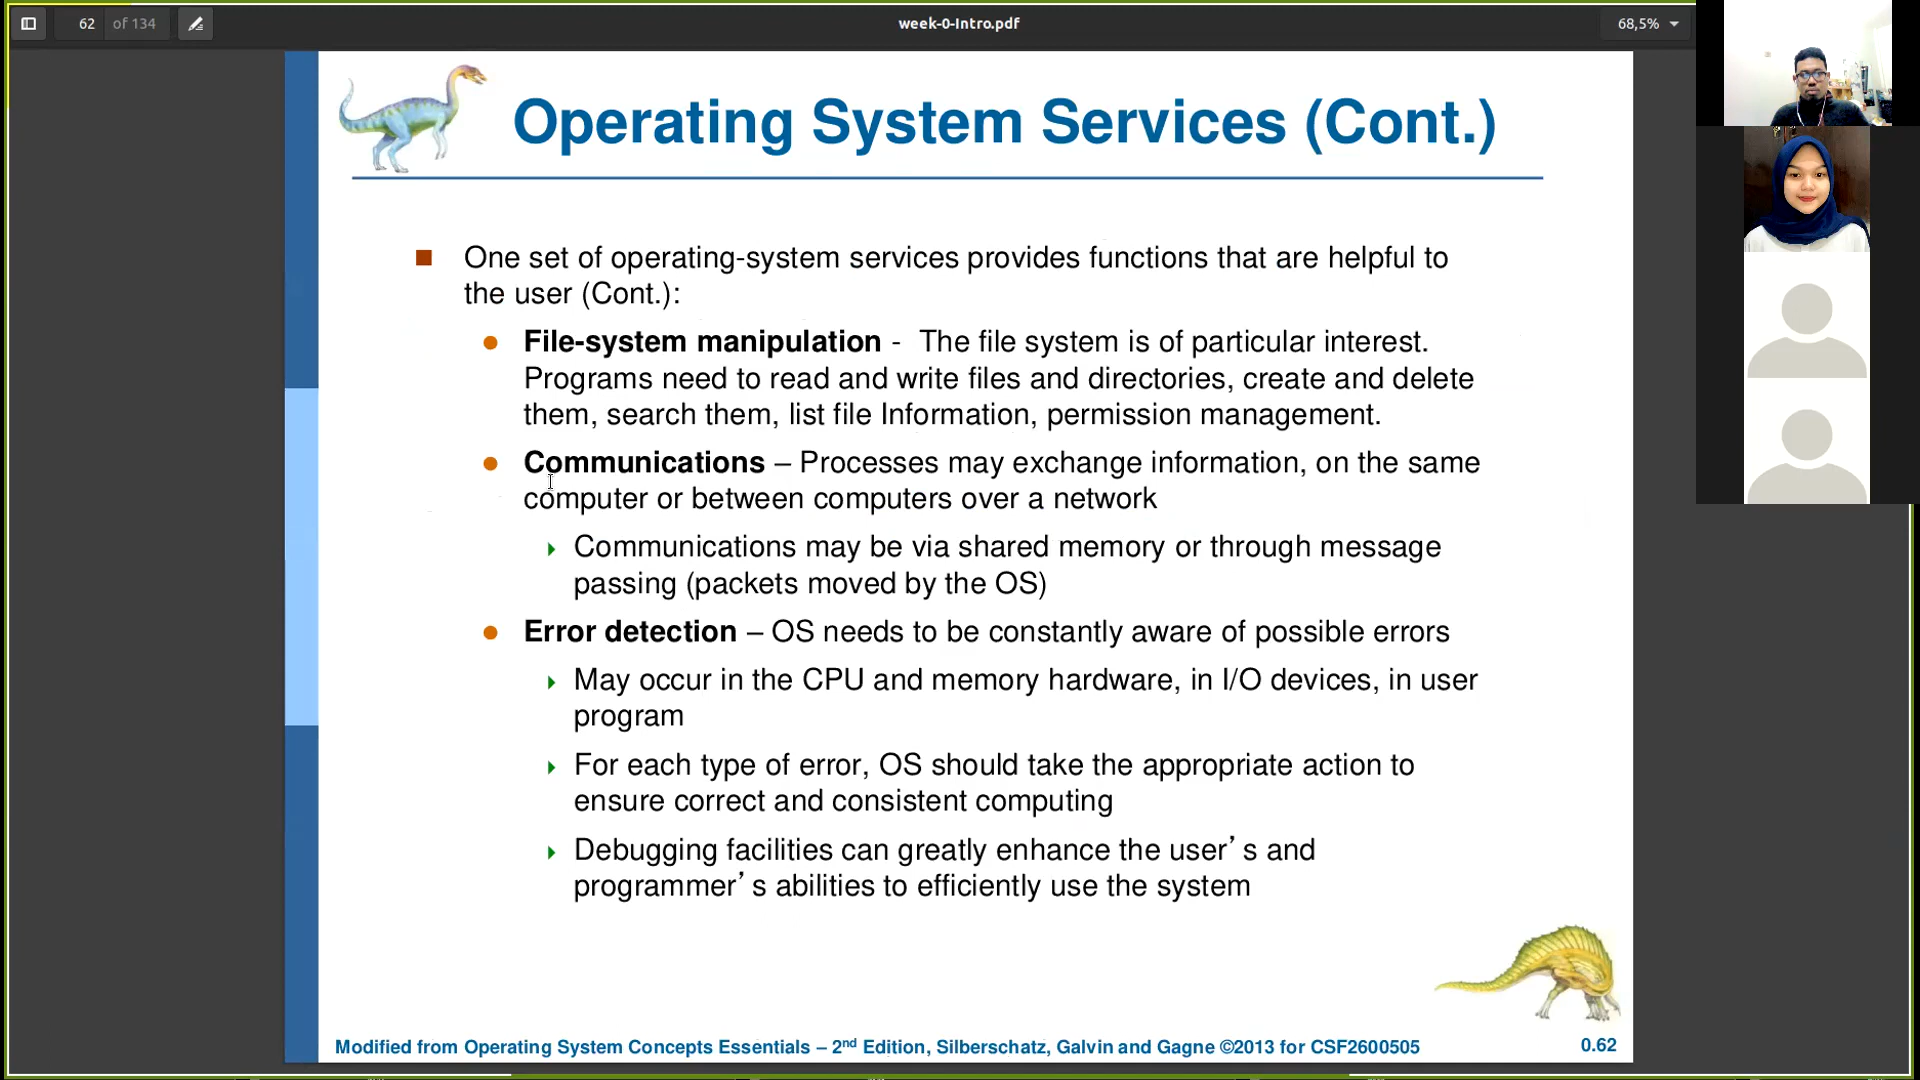 62 of 134
week-0-Intro.pdf
68,5%
Operating System Services (Cont.)
One set of operating-system services provides functions that are helpful to
the user (Cont.):
File-system manipulation - The file system is of particular interest.
Programs need to read and write files and directories, create and delete
them, search them, list file Information, permission management.
Communications – Processes may exchange information, on the same
computer or between computers over a network
Communications may be via shared memory or through message
passing (packets moved by the OS)
Error detection – OS needs to be constantly aware of possible errors
May occur in the CPU and memory hardware, in I/O devices, in user
program
For each type of error, OS should take the appropriate action to
ensure correct and consistent computing
Debugging facilities can greatly enhance the user’s and
programmer’s abilities to efficiently use the system
Modified from Operating System Concepts Essentials – 2nd Edition, Silberschatz, Galvin and Gagne ©2013 for CSF2600505
0.62